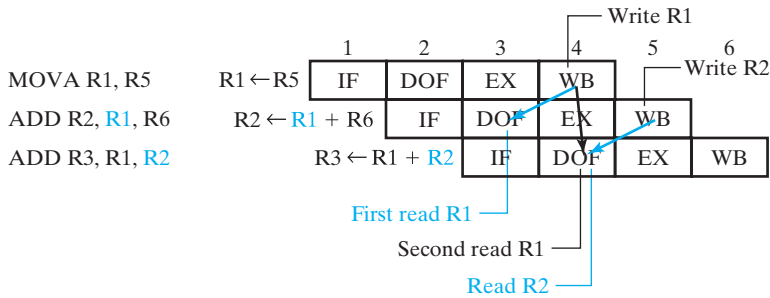 Write R1
1 2 3 4 5 6
Write R2
MOVA R1, R5 R1 ← R5 IF DOF EX WB
ADD R2, R1, R6 R2 ← R1 + R6 IF DOF EX WB
ADD R3, R1, R2 R3 ← R1 + R2 IF DOF EX WB
First read R1
Second read R1
Read R2